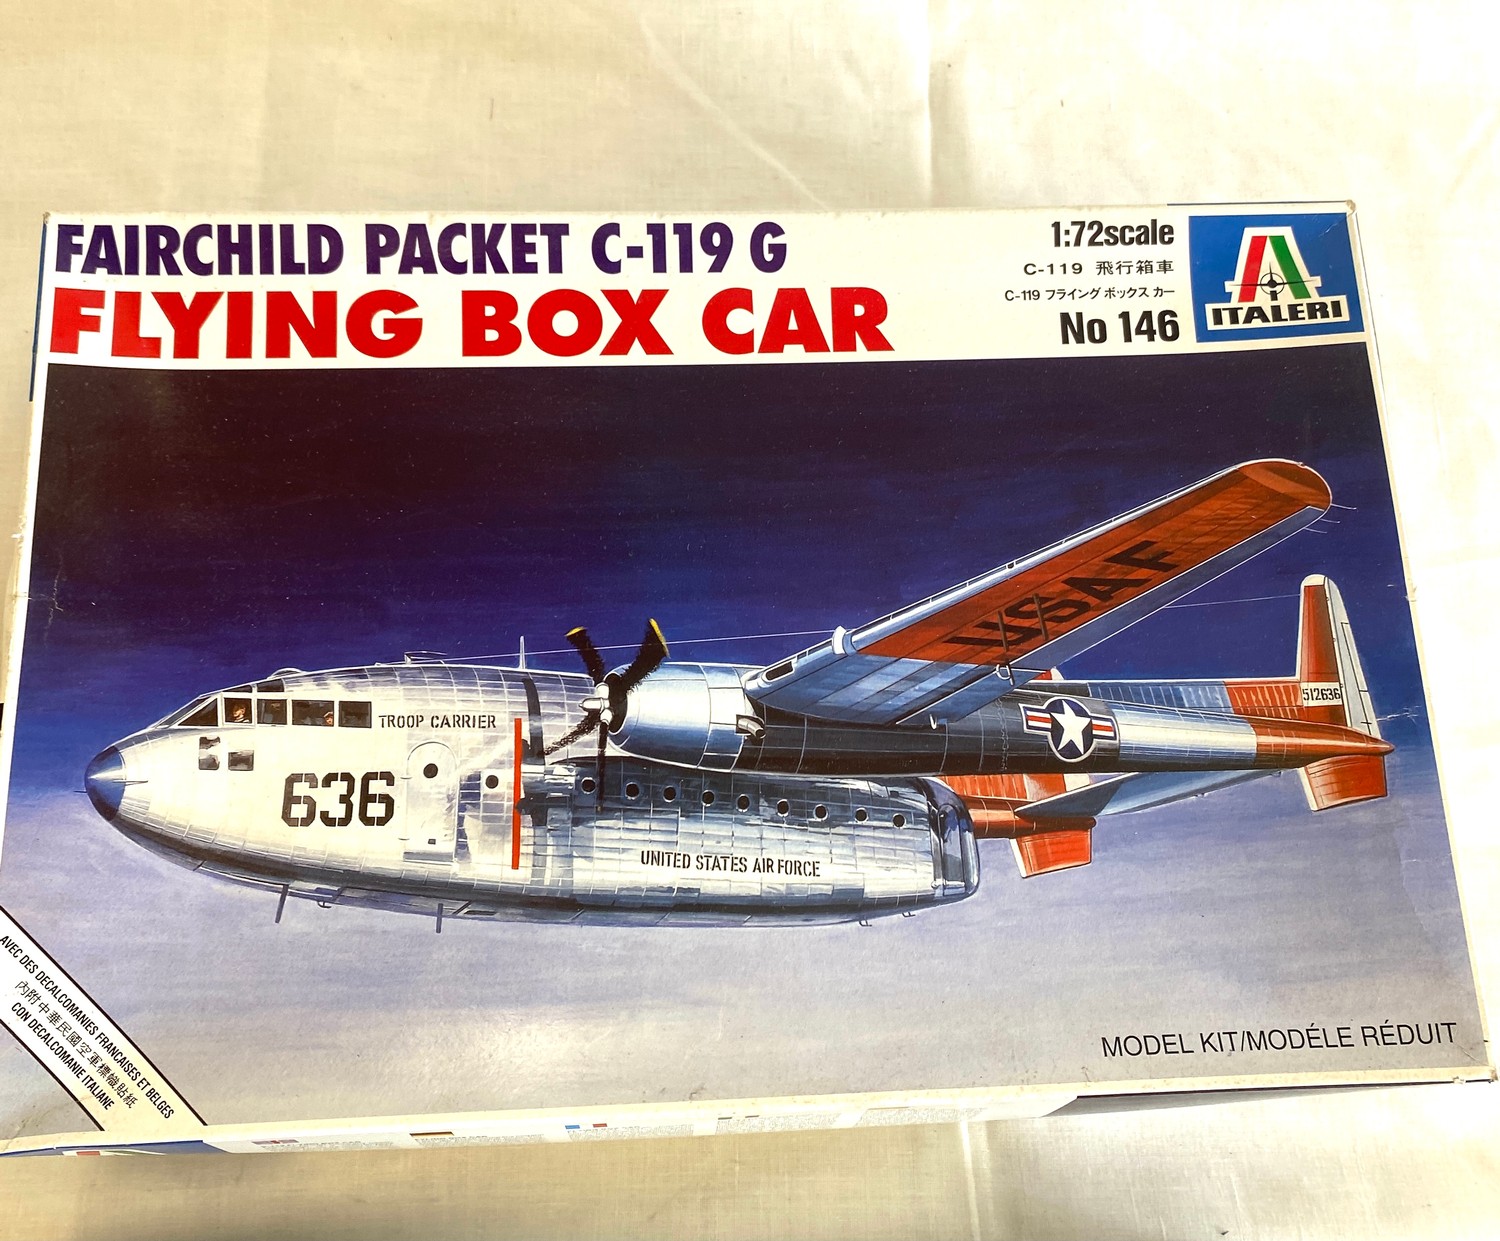 FAIRCHILD PACKET C-119 G
FLYING BOX CAR
1:72scale
C-119 飛行箱車
C-119 フライング ボックス カー
No 146
ITALERI
USAF
512636
TROOP CARRIER
636
UNITED STATES AIR FORCE
AVEC DES DECALCOMANIES FRANCAISES ET BELGES
內附中華民國空軍標幟貼紙
CON DECALCOMANIE ITALIANE
MODEL KIT/MODÉLE RÉDUIT